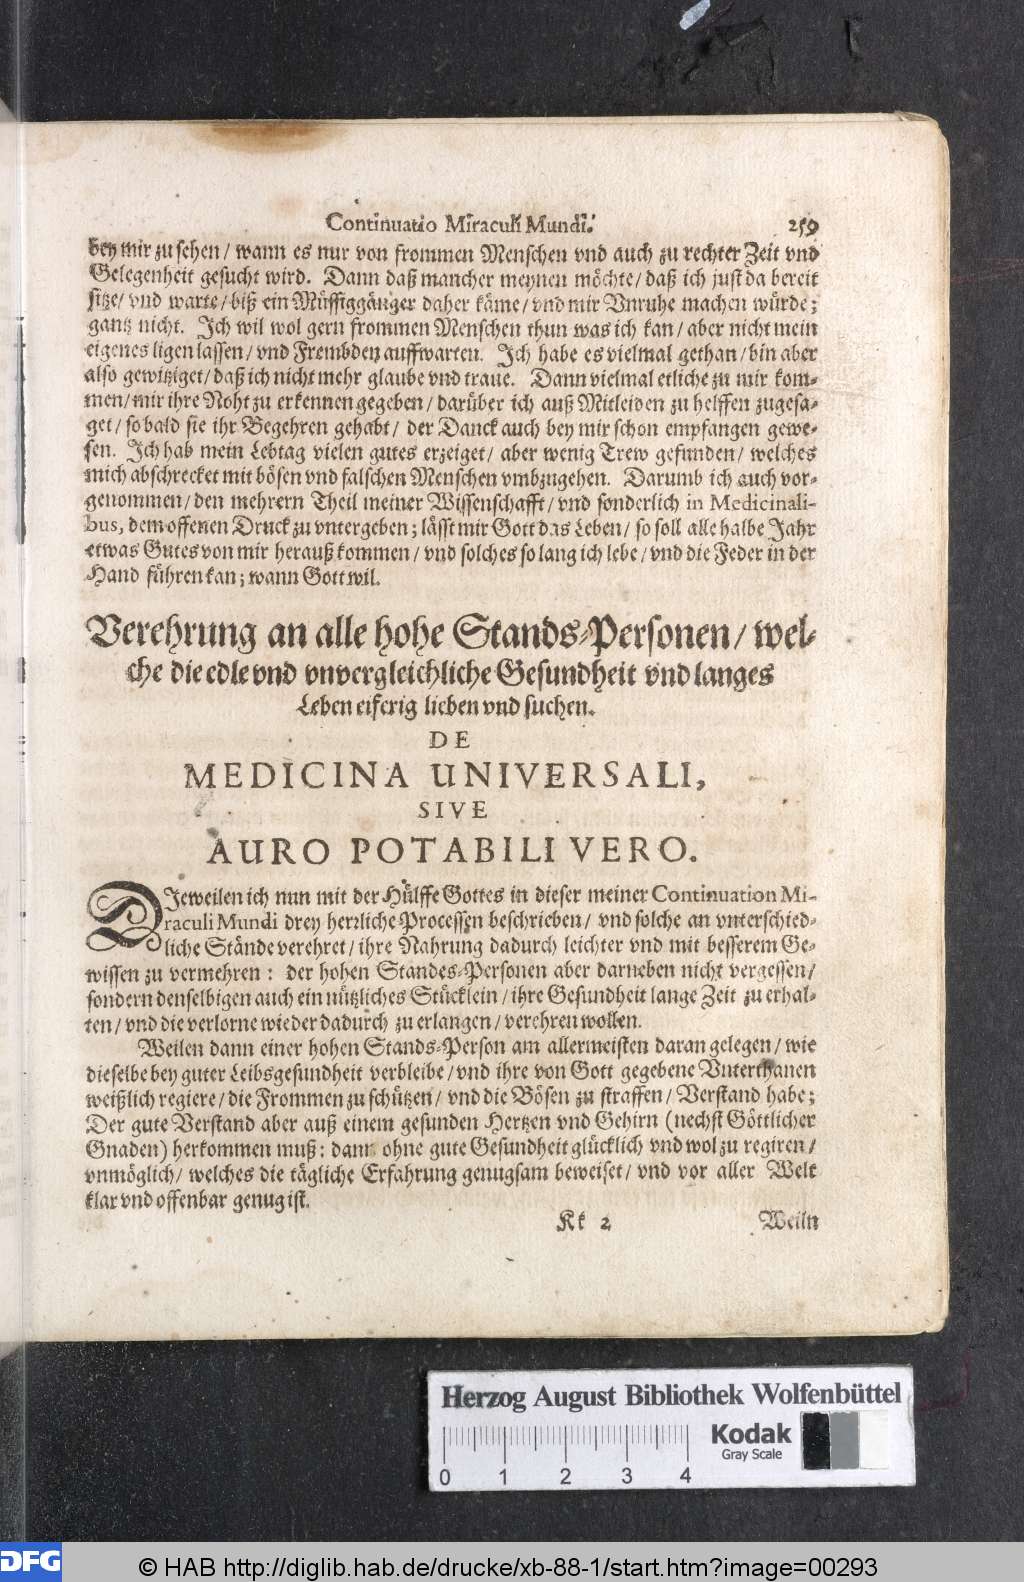 Continuatio Miraculi Mundi. 259
bey mir zu sehen / wann es nur von frommen Menschen vnd auch zu rechter Zeit vnd
Gelegenheit gesucht wird. Dann daß mancher meynen möchte / daß ich just da bereit
sitze / vnd warte / biß ein Müssiggänger daher käme / vnd mir Vnruhe machen würde;
gantz nicht. Ich wil wol gern frommen Menschen thun was ich kan / aber nicht mein
eigenes ligen lassen / vnd Frembden auffwarten. Ich habe es vielmal gethan / bin aber
also gewitziget / daß ich nicht mehr glaube vnd traue. Dann vielmal etliche zu mir kom-
men / mir ihre Noht zu erkennen gegeben / darüber ich auß Mitleiden zu helffen zugesa-
get / so bald sie ihr Begehren gehabt / der Danck auch bey mir schon empfangen gewe-
sen. Ich hab mein Lebtag vielen gutes erzeiget / aber wenig Trew gefunden / welches
mich abschrecket mit bösen vnd falschen Menschen vmbzugehen. Darumb ich auch vor-
genommen / den mehrern Theil meiner Wissenschafft / vnd sonderlich in Medicinali-
bus, dem offenen Druck zu vntergeben; lässt mir Gott das Leben / so soll alle halbe Jahr
etwas Gutes von mir herauß kommen / vnd solches so lang ich lebe / vnd die Feder in der
Hand führen kan; wann Gott wil.
Verehrung an alle hohe Stands-Personen / wel-
che die edle vnd vnvergleichliche Gesundheit vnd langes
Leben eiferig lieben vnd suchen.
DE
MEDICINA UNIVERSALI,
SIVE
AURO POTABILI VERO.
DJeweilen ich nun mit der Hülffe Gottes in dieser meiner Continuation Mi-
raculi Mundi drey herzliche Processen beschrieben / vnd solche an vnterschied-
liche Stände verehret / ihre Nahrung dadurch leichter vnd mit besserem Ge-
wissen zu vermehren: der hohen Standes-Personen aber darneben nicht vergessen /
sondern denselbigen auch ein nützliches Stücklein / ihre Gesundheit lange Zeit zu erhal-
ten / vnd die verlorne wieder dadurch zu erlangen / verehren wollen.
Weilen dann einer hohen Stands-Person am allermeisten daran gelegen / wie
dieselbe bey guter Leibsgesundheit verbleibe / vnd ihre von Gott gegebene Vnterthanen
weißlich regiere / die Frommen zu schützen / vnd die Bösen zu straffen / Verstand habe;
Der gute Verstand aber auß einem gesunden Hertzen vnd Gehirn (nechst Göttlicher
Gnaden) herkommen muß: dann ohne gute Gesundheit glücklich vnd wol zu regiren /
vnmöglich / welches die tägliche Erfahrung genugsam beweiset / vnd vor aller Welt
klar vnd offenbar genug ist.
Kk 2 Weiln
Herzog August Bibliothek Wolfenbüttel
Kodak
Gray Scale
0 1 2 3 4
DFG © HAB http://diglib.hab.de/drucke/xb-88-1/start.htm?image=00293